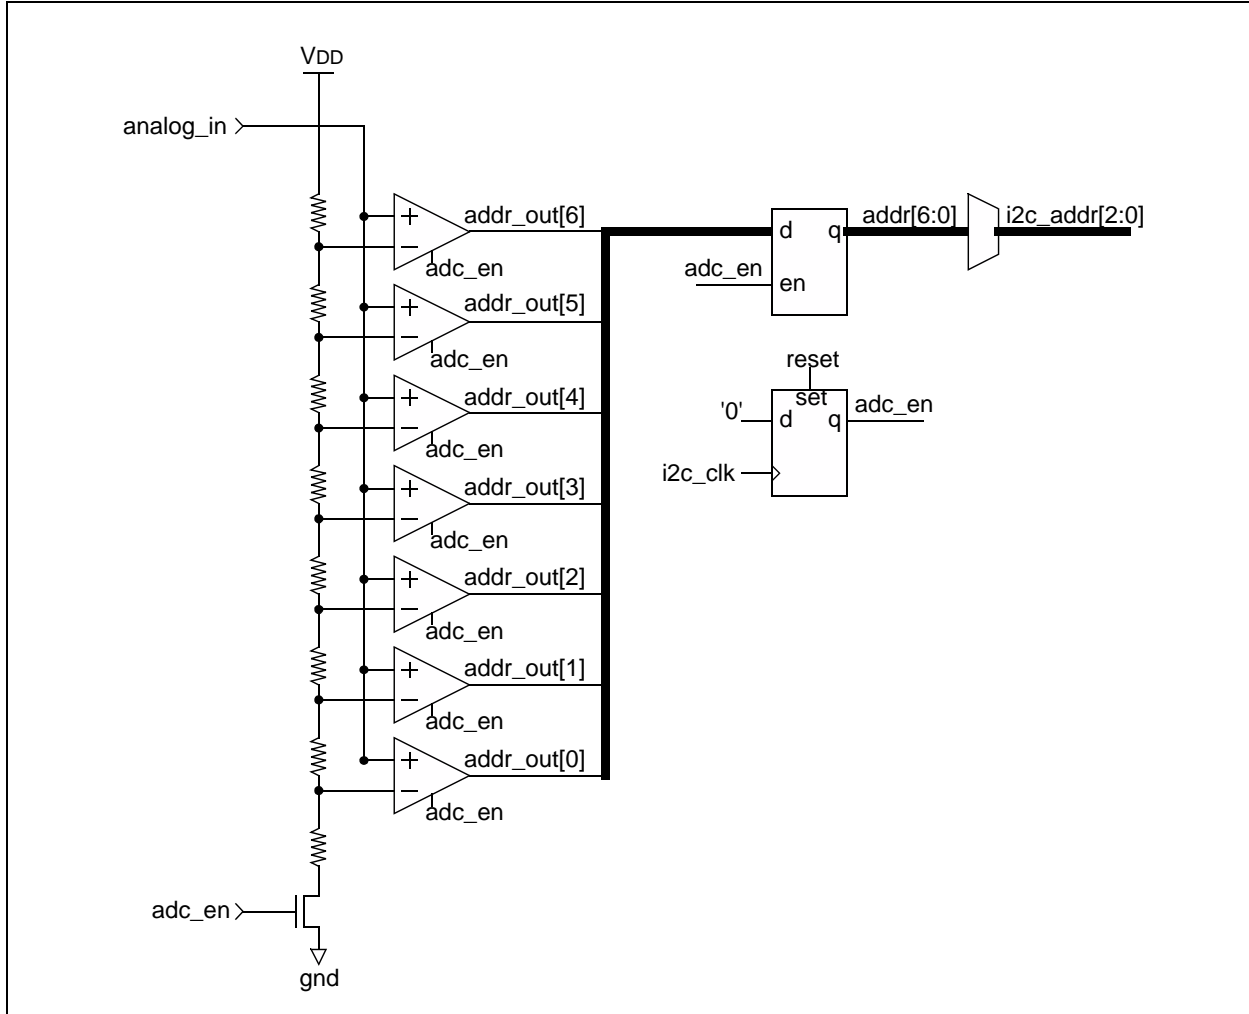 VDD
analog_in
+ addr_out[6]
−
adc_en
+ addr_out[5]
−
adc_en
+ addr_out[4]
−
adc_en
+ addr_out[3]
−
adc_en
+ addr_out[2]
−
adc_en
+ addr_out[1]
−
adc_en
+ addr_out[0]
−
adc_en
adc_en
gnd
d q addr[6:0] i2c_addr[2:0]
adc_en en
reset
set
'0' d q adc_en
i2c_clk